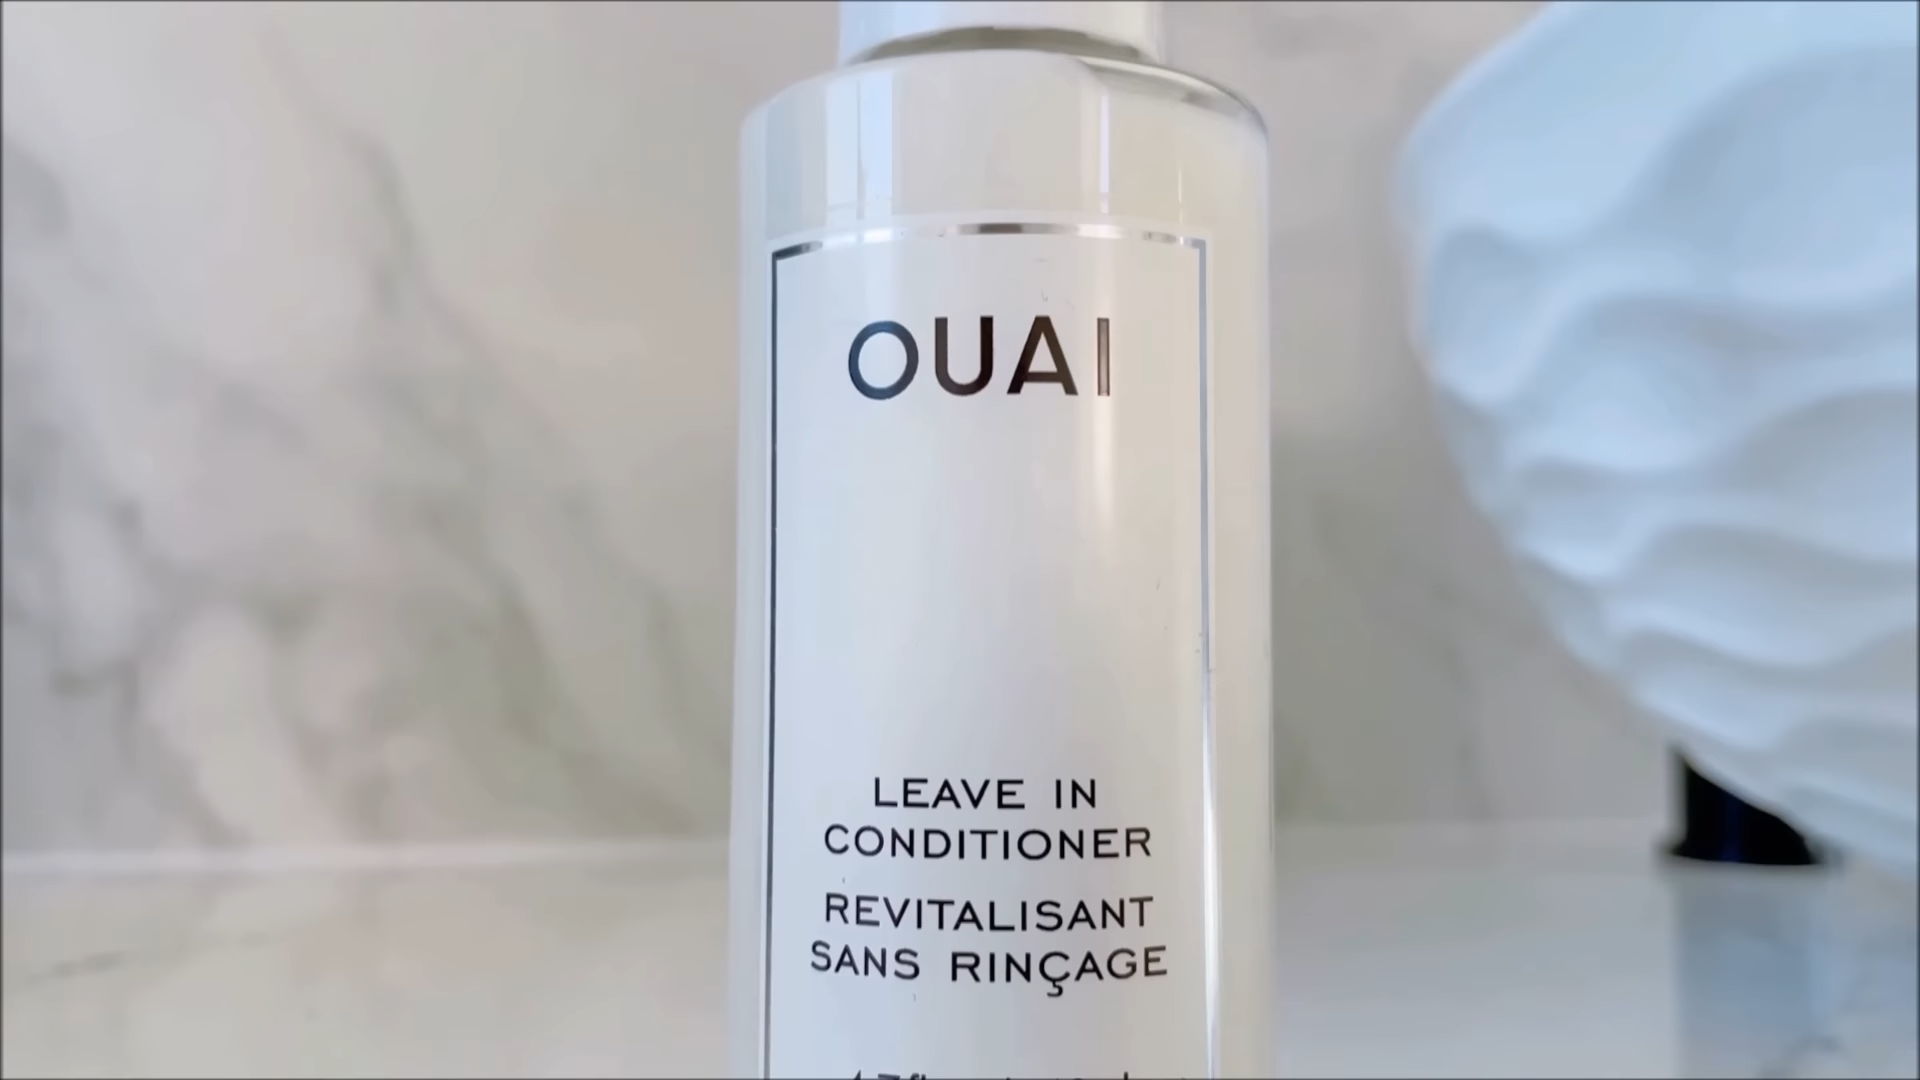 OUAI
LEAVE IN
CONDITIONER
REVITALISANT
SANS RINÇAGE